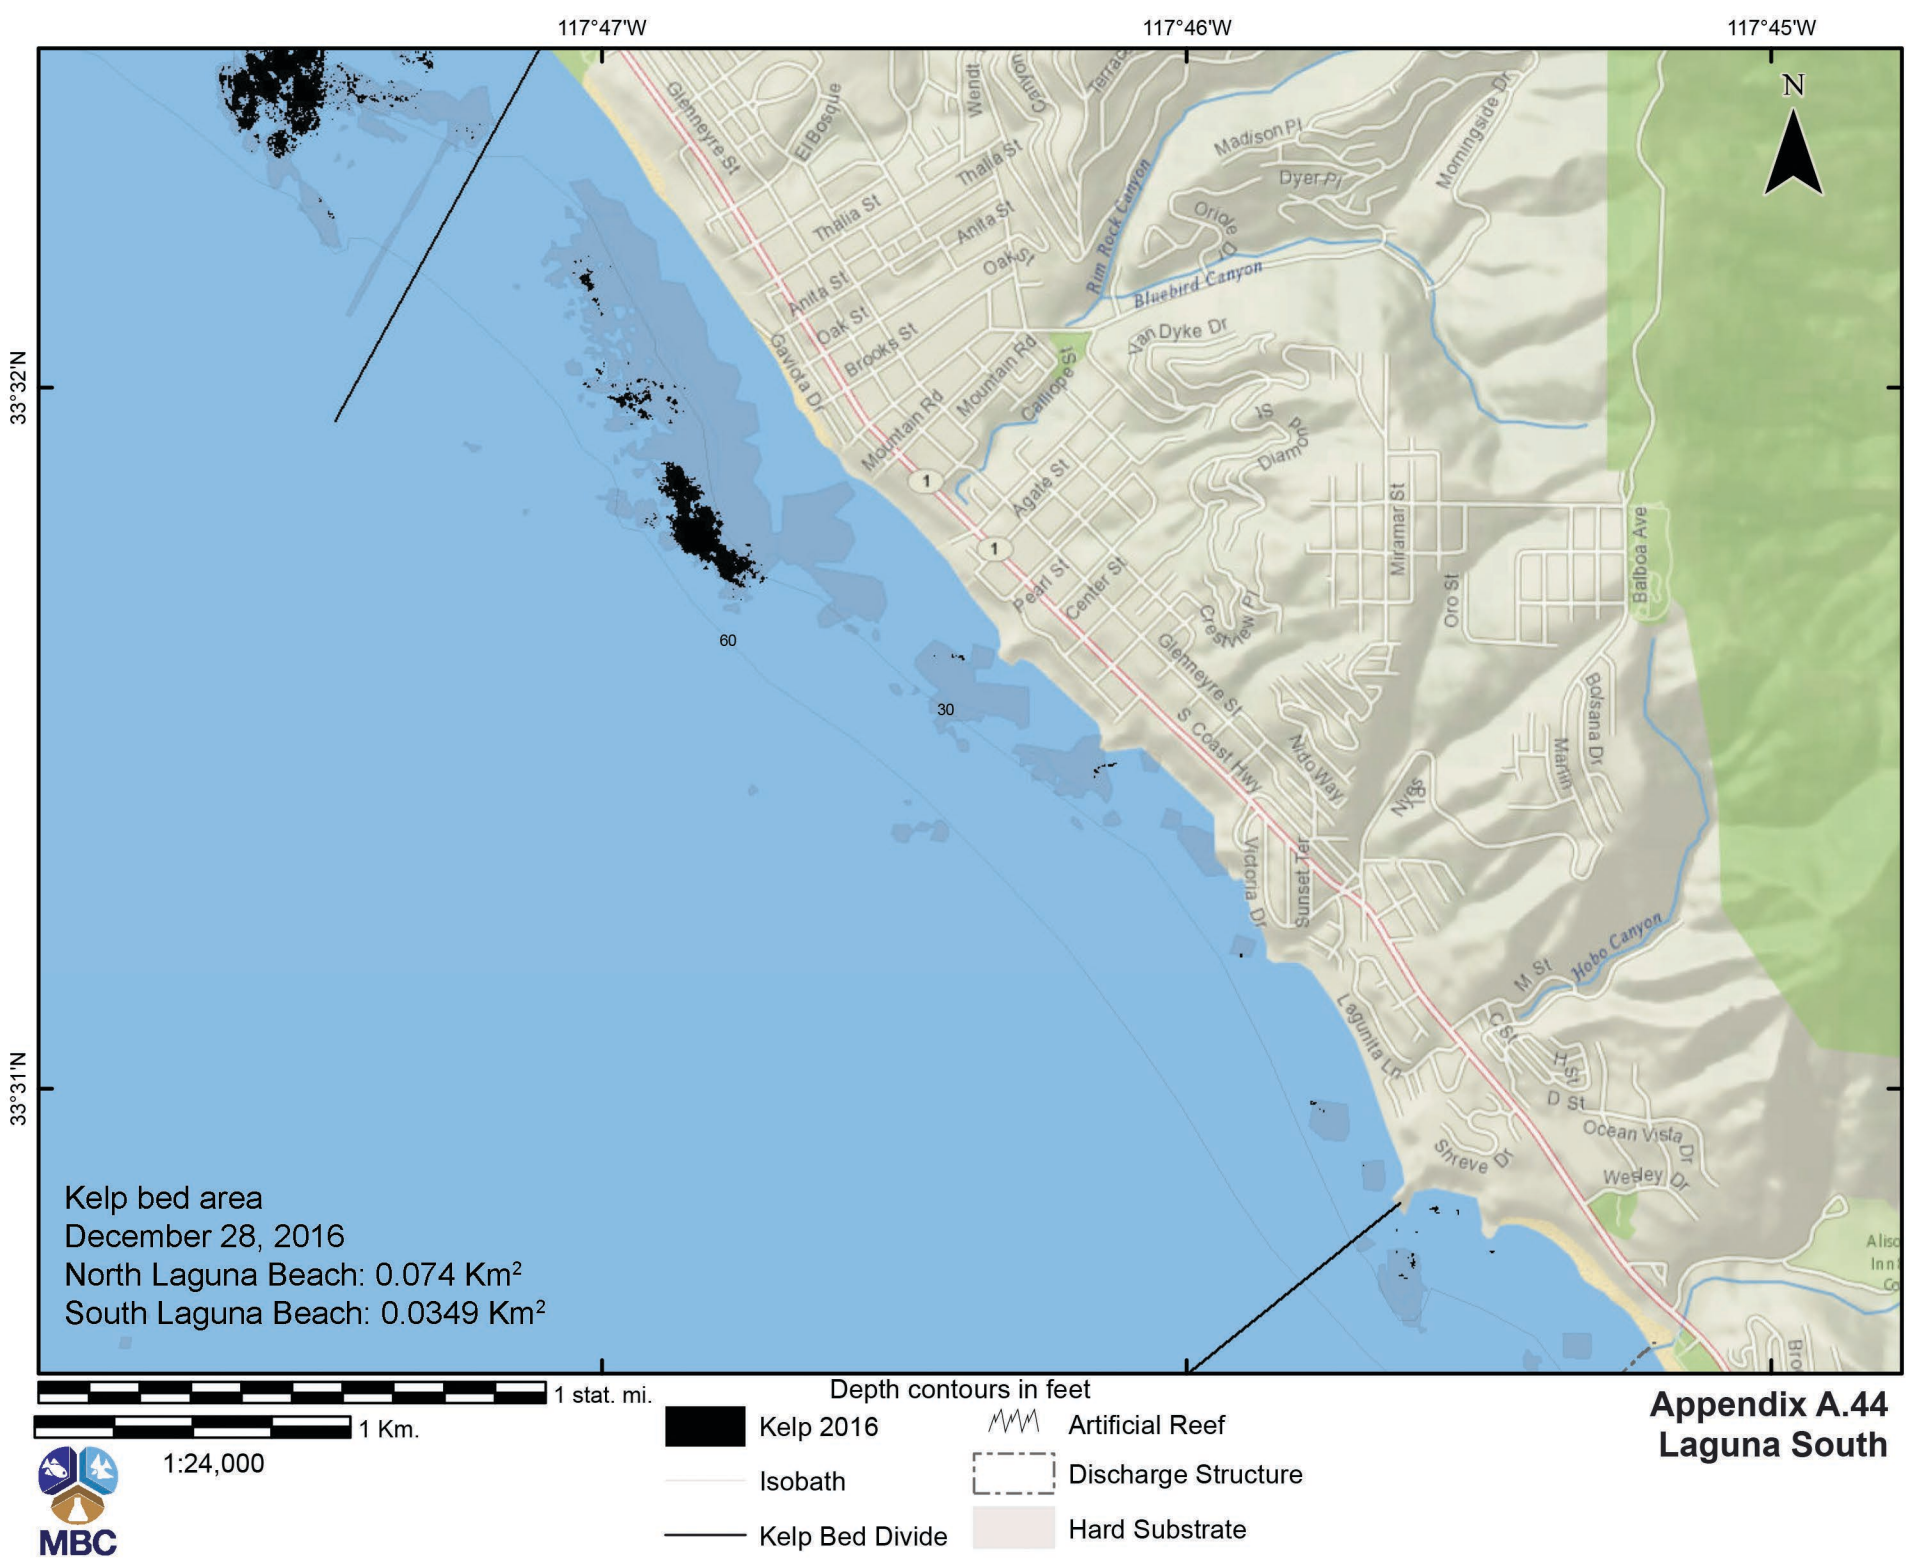 117°47'W
117°46'W
117°45'W
N
33°32'N
33°31'N
Glenneyre St
El Bosque
Wendt
Canyon
Terrace
Thalia St
Thalia St
Anita St
Anita St
Oak St
Oak St
Brooks St
Gaviota Dr
Mountain Rd
Mountain Rd
Calliope St
Rim Rock Canyon
Bluebird Canyon
Madison Pl
Dyer Pl
Oriole Dr
Morningside Dr
Van Dyke Dr
Diamond St
Agate St
1
1
Pearl St
Center St
Crestview Pl
Miramar St
Oro St
Balboa Ave
Glenneyre St
S Coast Hwy
Nido Way
Nyes Pl
Marlin
Bolsana Dr
Victoria Dr
Sunset Ter
Lagunita Ln
M St
Hobo Canyon
C St
H St
D St
Ocean Vista Dr
Shreve Dr
Wesley Dr
Aliso
Inn
Co
Bro
60
30
Kelp bed area
December 28, 2016
North Laguna Beach: 0.074 Km²
South Laguna Beach: 0.0349 Km²
1 stat. mi.
1 Km.
1:24,000
MBC
Depth contours in feet
Kelp 2016
Isobath
Kelp Bed Divide
Artificial Reef
Discharge Structure
Hard Substrate
Appendix A.44
Laguna South